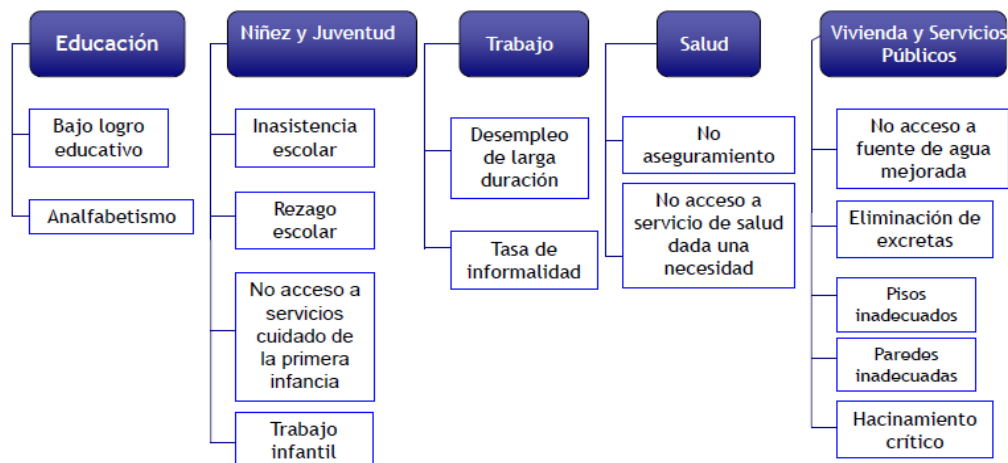 Educación
Bajo logro
educativo
Analfabetismo
Niñez y Juventud
Inasistencia
escolar
Rezago
escolar
No acceso a
servicios
cuidado de
la primera
infancia
Trabajo
infantil
Trabajo
Desempleo
de larga
duración
Tasa de
informalidad
Salud
No
aseguramiento
No acceso a
servicio de salud
dada una
necesidad
Vivienda y Servicios
Públicos
No acceso a
fuente de agua
mejorada
Eliminación de
excretas
Pisos
inadecuados
Paredes
inadecuadas
Hacinamiento
crítico